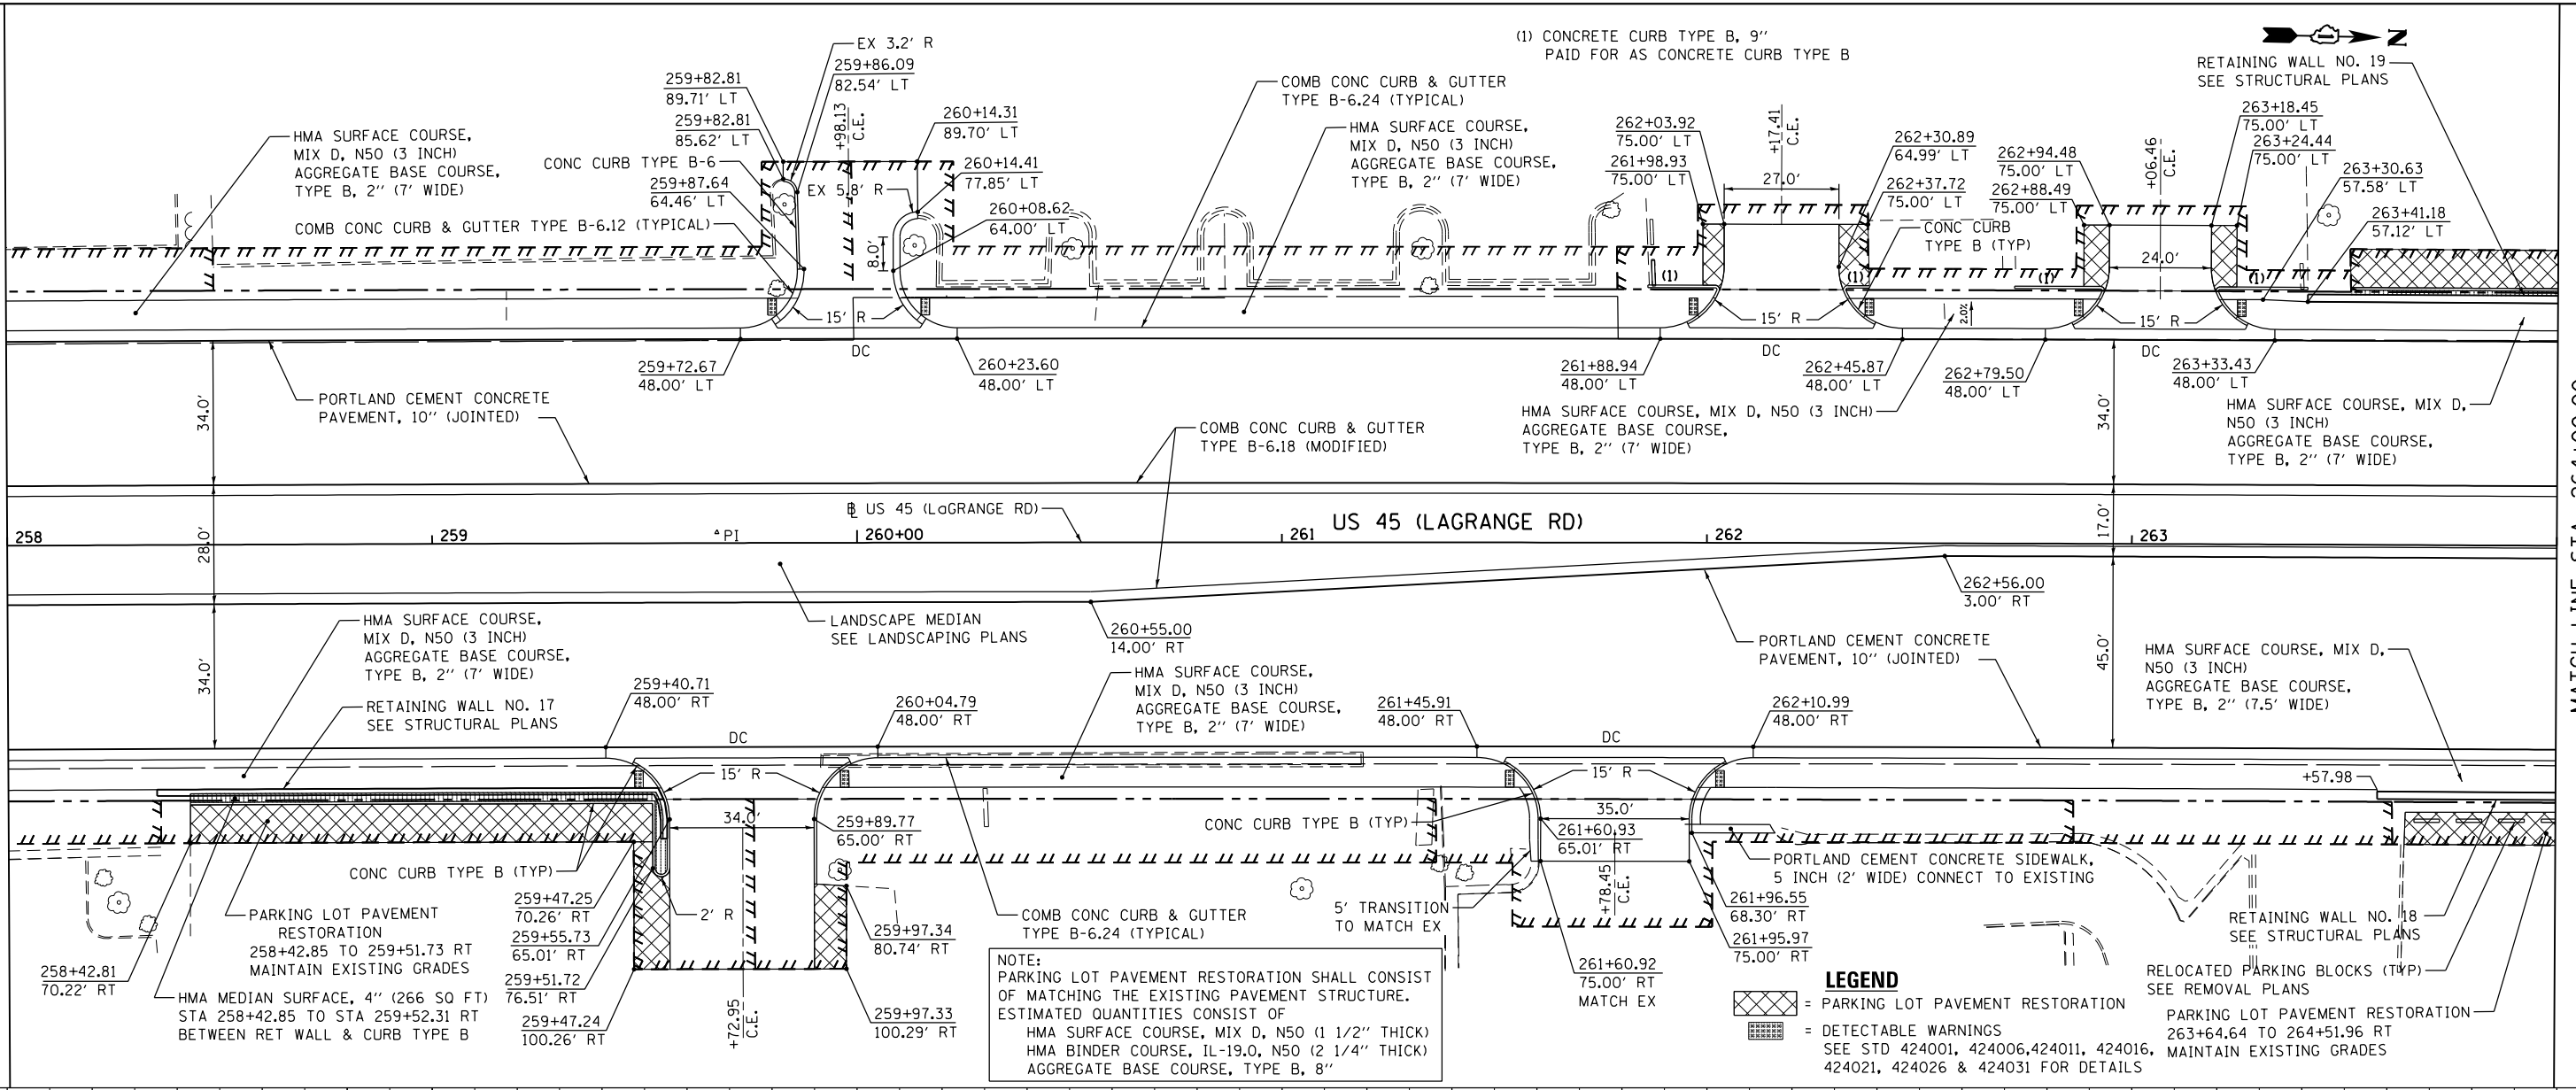 (1) CONCRETE CURB TYPE B, 9"
PAID FOR AS CONCRETE CURB TYPE B
N
RETAINING WALL NO. 19
SEE STRUCTURAL PLANS
EX 3.2' R
259+86.09
82.54' LT
259+82.81
89.71' LT
259+82.81
85.62' LT
+98.13
C.E.
260+14.31
89.70' LT
COMB CONC CURB & GUTTER
TYPE B-6.24 (TYPICAL)
HMA SURFACE COURSE,
MIX D, N50 (3 INCH)
AGGREGATE BASE COURSE,
TYPE B, 2" (7' WIDE)
CONC CURB TYPE B-6
259+87.64
64.46' LT
COMB CONC CURB & GUTTER TYPE B-6.12 (TYPICAL)
EX 5.8' R
260+14.41
77.85' LT
260+08.62
64.00' LT
8.0'
HMA SURFACE COURSE,
MIX D, N50 (3 INCH)
AGGREGATE BASE COURSE,
TYPE B, 2" (7' WIDE)
262+03.92
75.00' LT
261+98.93
75.00' LT
+17.41
C.E.
27.0'
262+30.89
64.99' LT
262+37.72
75.00' LT
262+94.48
75.00' LT
262+88.49
75.00' LT
CONC CURB
TYPE B (TYP)
+06.46
C.E.
24.0'
263+18.45
75.00' LT
263+24.44
75.00' LT
263+30.63
57.58' LT
263+41.18
57.12' LT
(1)
(1)
(1)
(1)
15' R
15' R
2.0%
15' R
DC
DC
DC
259+72.67
48.00' LT
260+23.60
48.00' LT
261+88.94
48.00' LT
262+45.87
48.00' LT
262+79.50
48.00' LT
263+33.43
48.00' LT
34.0'
PORTLAND CEMENT CONCRETE
PAVEMENT, 10" (JOINTED)
COMB CONC CURB & GUTTER
TYPE B-6.18 (MODIFIED)
HMA SURFACE COURSE, MIX D, N50 (3 INCH)
AGGREGATE BASE COURSE,
TYPE B, 2" (7' WIDE)
34.0'
HMA SURFACE COURSE, MIX D,
N50 (3 INCH)
AGGREGATE BASE COURSE,
TYPE B, 2" (7' WIDE)
℄ US 45 (LaGRANGE RD)
US 45 (LAGRANGE RD)
258
28.0'
259
PI
260+00
261
262
17.0'
263
262+56.00
3.00' RT
LANDSCAPE MEDIAN
SEE LANDSCAPING PLANS
260+55.00
14.00' RT
HMA SURFACE COURSE,
MIX D, N50 (3 INCH)
AGGREGATE BASE COURSE,
TYPE B, 2" (7' WIDE)
34.0'
RETAINING WALL NO. 17
SEE STRUCTURAL PLANS
259+40.71
48.00' RT
260+04.79
48.00' RT
HMA SURFACE COURSE,
MIX D, N50 (3 INCH)
AGGREGATE BASE COURSE,
TYPE B, 2" (7' WIDE)
261+45.91
48.00' RT
262+10.99
48.00' RT
PORTLAND CEMENT CONCRETE
PAVEMENT, 10" (JOINTED)
45.0'
HMA SURFACE COURSE, MIX D,
N50 (3 INCH)
AGGREGATE BASE COURSE,
TYPE B, 2" (7.5' WIDE)
DC
DC
15' R
15' R
+57.98
34.0'
259+89.77
65.00' RT
CONC CURB TYPE B (TYP)
35.0'
261+60.93
65.01' RT
CONC CURB TYPE B (TYP)
259+47.25
70.26' RT
259+55.73
65.01' RT
259+51.72
76.51' RT
259+47.24
100.26' RT
2' R
+72.95
C.E.
259+97.34
80.74' RT
259+97.33
100.29' RT
COMB CONC CURB & GUTTER
TYPE B-6.24 (TYPICAL)
5' TRANSITION
TO MATCH EX
+78.45
C.E.
261+60.92
75.00' RT
MATCH EX
261+96.55
68.30' RT
261+95.97
75.00' RT
PORTLAND CEMENT CONCRETE SIDEWALK,
5 INCH (2' WIDE) CONNECT TO EXISTING
RETAINING WALL NO. 18
SEE STRUCTURAL PLANS
RELOCATED PARKING BLOCKS (TYP)
SEE REMOVAL PLANS
PARKING LOT PAVEMENT RESTORATION
263+64.64 TO 264+51.96 RT
MAINTAIN EXISTING GRADES
258+42.81
70.22' RT
PARKING LOT PAVEMENT
RESTORATION
258+42.85 TO 259+51.73 RT
MAINTAIN EXISTING GRADES
HMA MEDIAN SURFACE, 4" (266 SQ FT)
STA 258+42.85 TO STA 259+52.31 RT
BETWEEN RET WALL & CURB TYPE B
NOTE:
PARKING LOT PAVEMENT RESTORATION SHALL CONSIST
OF MATCHING THE EXISTING PAVEMENT STRUCTURE.
ESTIMATED QUANTITIES CONSIST OF
HMA SURFACE COURSE, MIX D, N50 (1 1/2" THICK)
HMA BINDER COURSE, IL-19.0, N50 (2 1/4" THICK)
AGGREGATE BASE COURSE, TYPE B, 8"
LEGEND
= PARKING LOT PAVEMENT RESTORATION
= DETECTABLE WARNINGS
SEE STD 424001, 424006,424011, 424016,
424021, 424026 & 424031 FOR DETAILS